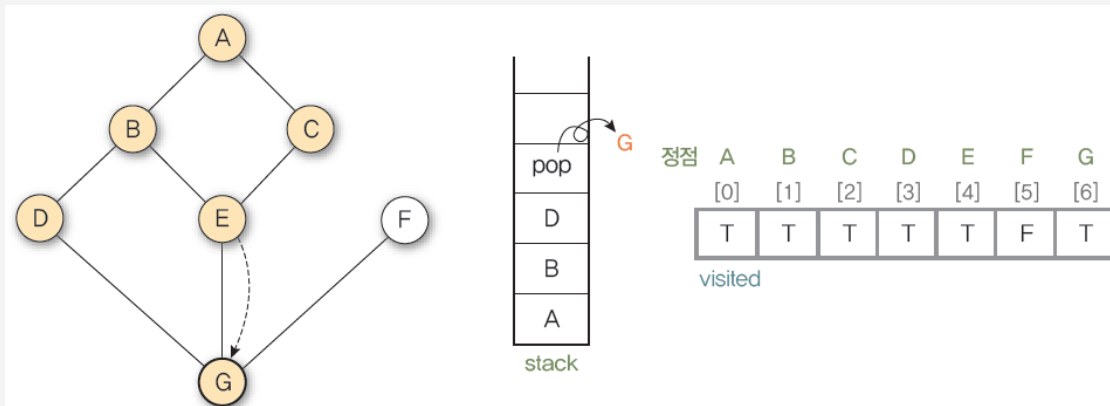 A
B
C
D
E
F
G
pop
G
D
B
A
stack
정점 A B C D E F G
[0] [1] [2] [3] [4] [5] [6]
T T T T T F T
visited